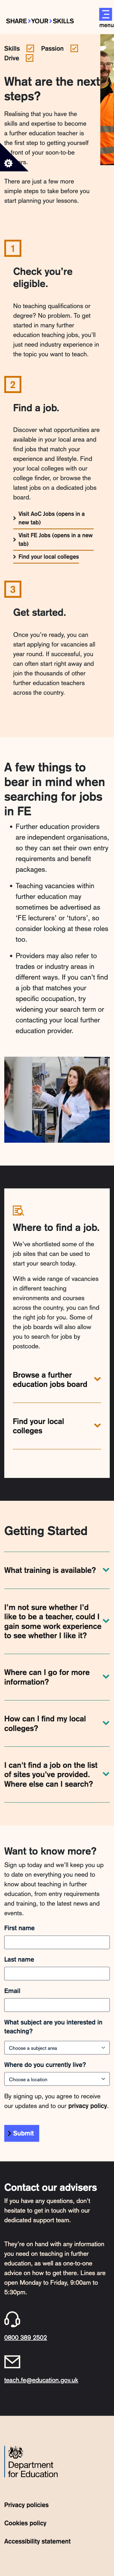 SHARE>YOUR>SKILLS
menu
Skills Passion
Drive
What are the next
steps?
Realising that you have the
skills and expertise to become
a further education teacher is
the first step to getting yourself
in front of your soon-to-be
There are just a few more
simple steps to take before you
start planning your lessons.
1
Check you're
eligible.
No teaching qualifications or
degree? No problem. To get
started in many further
education teaching jobs, you'll
just need industry experience in
the topic you want to teach.
2
Find a job.
Discover what opportunities are
available in your local area and
find jobs that match your
experience and lifestyle. Find
your local colleges with our
college finder, or browse the
latest jobs on a dedicated jobs
board.
Visit AoC Jobs (opens in a
new tab)
Visit FE Jobs (opens in a new
tab)
Find your local colleges
3
Get started.
Once you're ready, you can
start applying for vacancies all
year round. If successful, you
can often start right away and
join the thousands of other
further education teachers
across the country.
A few things to
bear in mind when
searching for jobs
in FE
• Further education providers
are independent organisations,
so they can set their own entry
requirements and benefit
packages.
• Teaching vacancies within
further education may
sometimes be advertised as
'FE lecturers' or 'tutors', so
consider looking at these roles
too.
• Providers may also refer to
trades or industry areas in
different ways. If you can't find
a job that matches your
specific occupation, try
widening your search term or
contacting your local further
education provider.
Where to find a job.
We've shortlisted some of the
job sites that can be used to
start your search today.
With a wide range of vacancies
in different teaching
environments and courses
across the country, you can find
the right job for you. Some of
the job boards will also allow
you to search for jobs by
postcode.
Browse a further
education jobs board
Find your local
colleges
Getting Started
What training is available?
I'm not sure whether I'd
like to be a teacher, could I
gain some work experience
to see whether I like it?
Where can I go for more
information?
How can I find my local
colleges?
I can't find a job on the list
of sites you've provided.
Where else can I search?
Want to know more?
Sign up today and we'll keep you up
to date on everything you need to
know about teaching in further
education, from entry requirements
and training, to the latest news and
events.
First name
Last name
Email
What subject are you interested in
teaching?
Choose a subject area
Where do you currently live?
Choose a location
By signing up, you agree to receive
our updates and to our privacy policy.
Submit
Contact our advisers
If you have any questions, don't
hesitate to get in touch with our
dedicated support team.
They're on hand with any information
you need on teaching in further
education, as well as one-to-one
advice on how to get there. Lines are
open Monday to Friday, 9:00am to
5:30pm.
0800 389 2502
teach.fe@education.gov.uk
Department
for Education
Privacy policies
Cookies policy
Accessibility statement